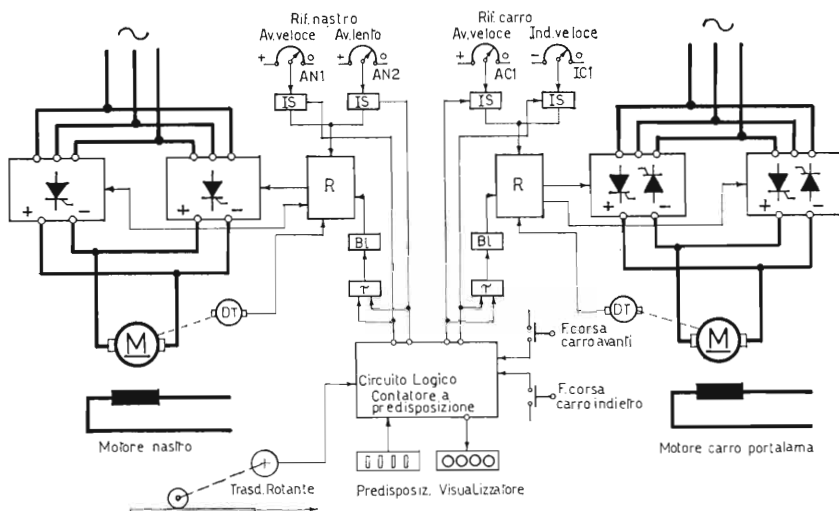 Rif. nastro
Av. veloce Av. lento
+ o + o
AN1 AN2
IS IS
Rif. carro
Av. veloce Ind. veloce
+ o - o
AC1 IC1
IS IS
R R
+ - + -
+ - + -
BI BI
τ τ
DT DT
M M
F. corsa
carro avanti
F. corsa
carro indietro
Circuito Logico
Contatore a
predisposizione
Motore nastro
Motore carro portalama
Trasd. Rotante
Predisposiz. Visualizzatore